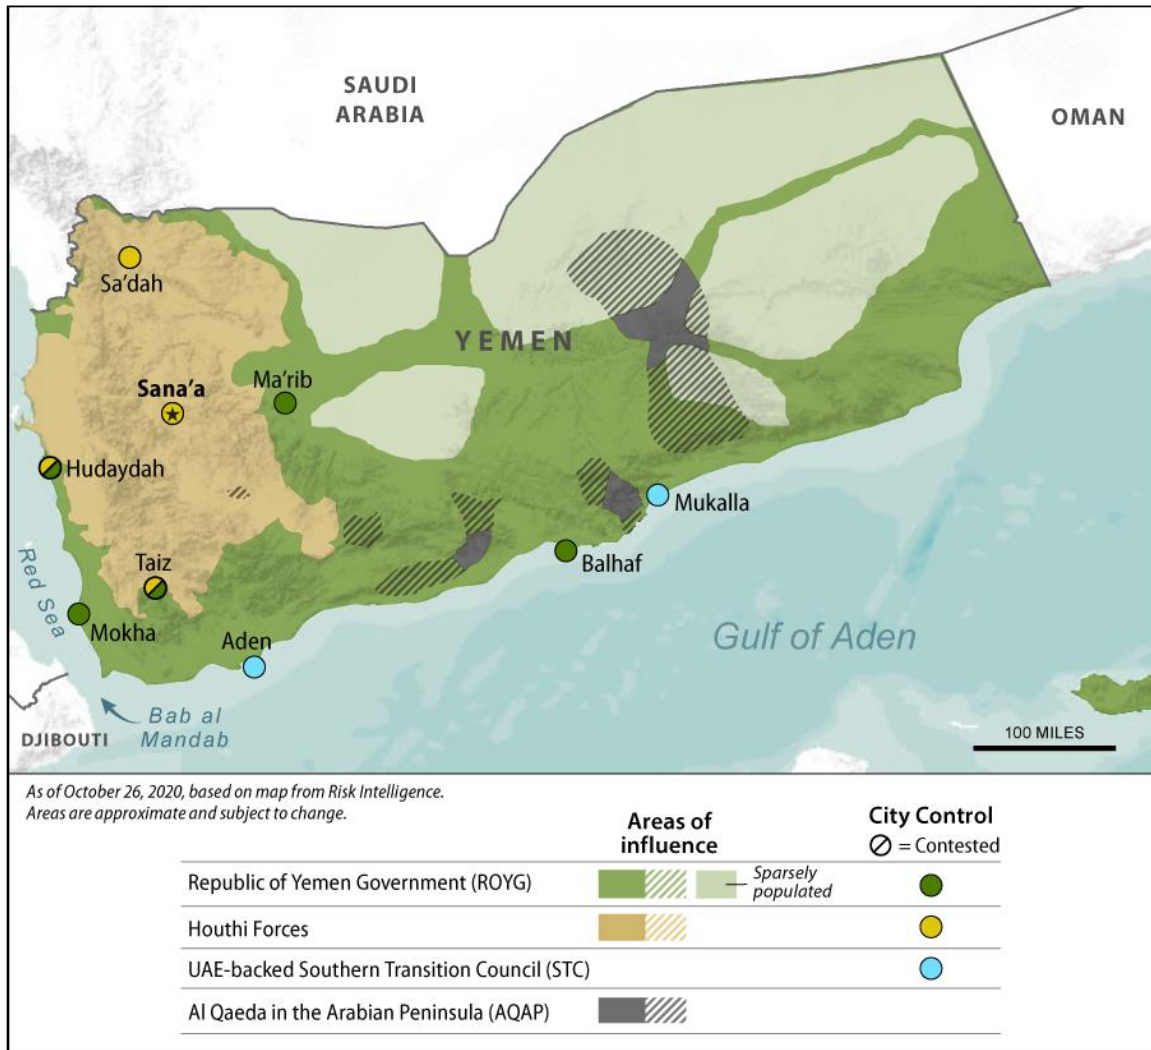 SAUDI
ARABIA
OMAN
Sa'dah
YEMEN
Ma'rib
Sana'a
Hudaydah
Mukalla
Taiz
Balhaf
Red Sea
Mokha
Aden
Gulf of Aden
Bab al
Mandab
DJIBOUTI
100 MILES
As of October 26, 2020, based on map from Risk Intelligence.
Areas are approximate and subject to change.
Areas of
influence
City Control
= Contested
Republic of Yemen Government (ROYG)
Sparsely
populated
Houthi Forces
UAE-backed Southern Transition Council (STC)
Al Qaeda in the Arabian Peninsula (AQAP)